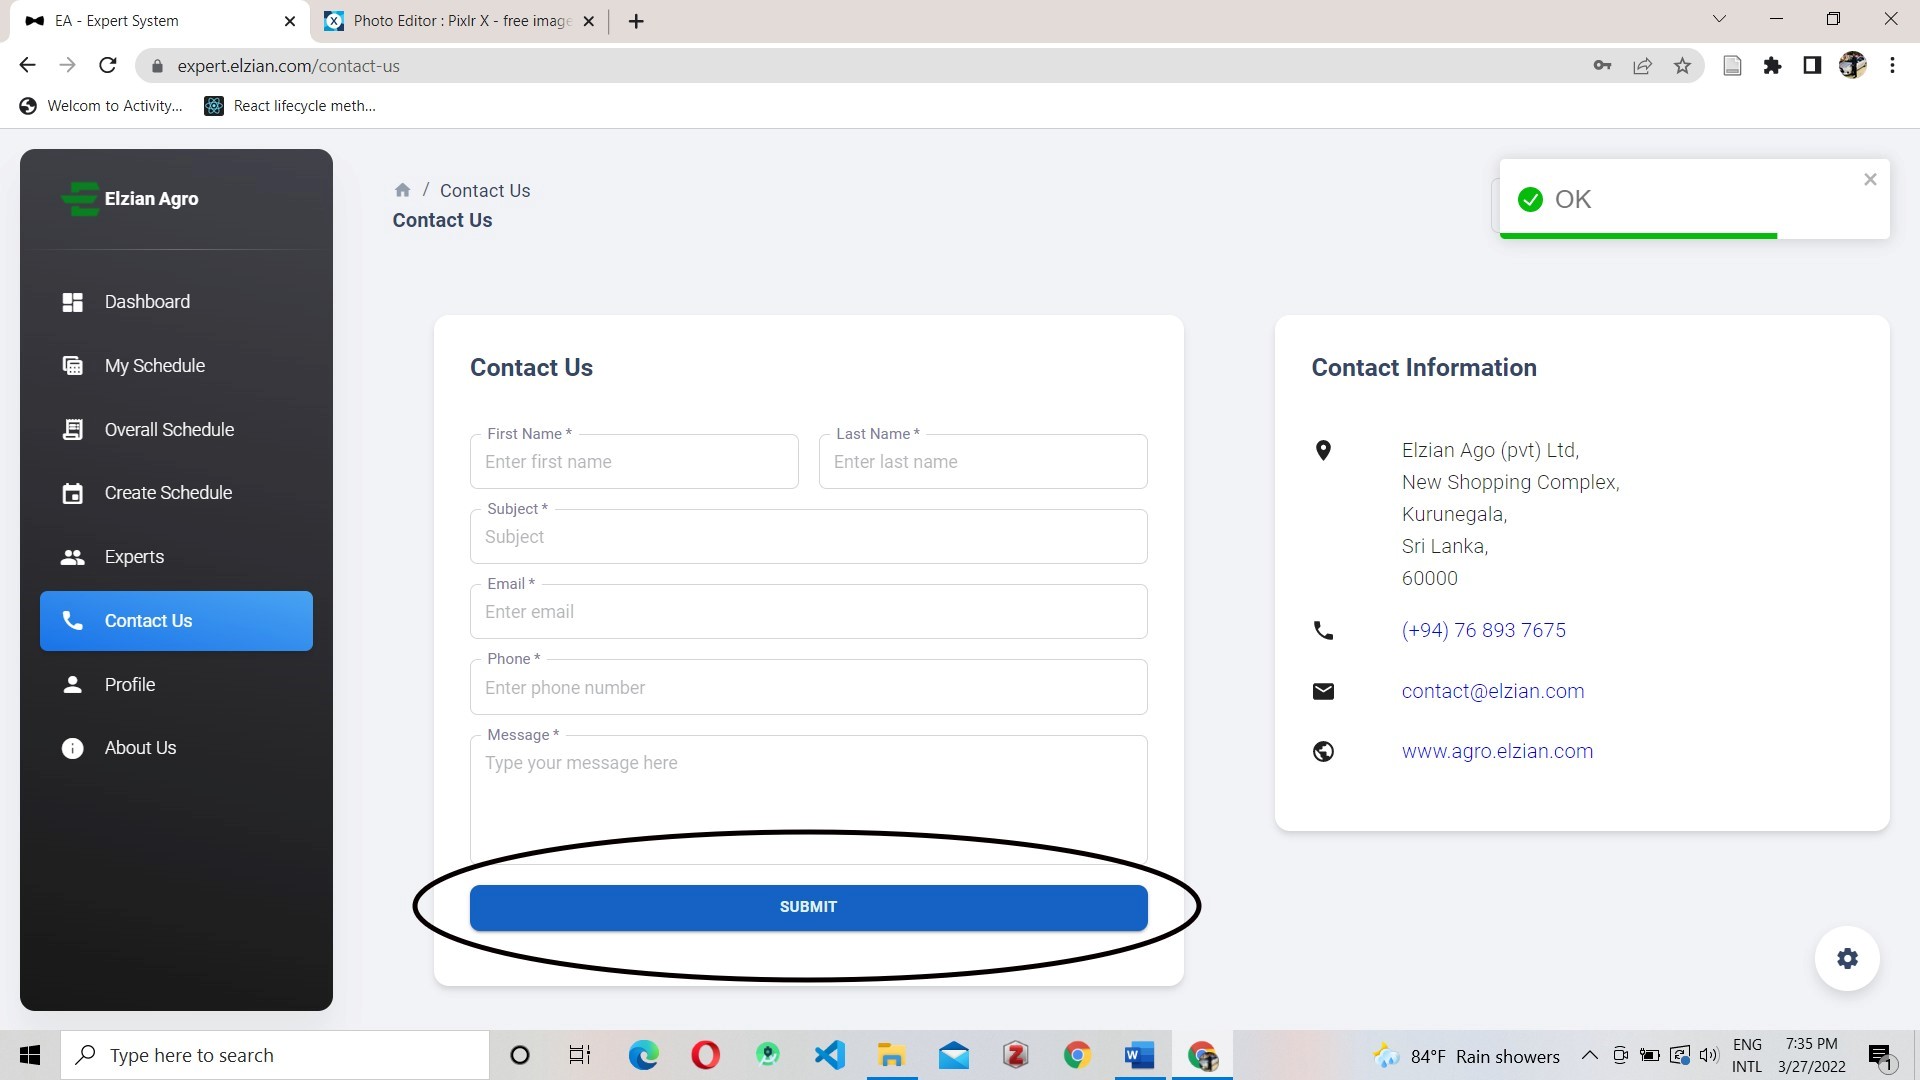 EA - Expert System
Photo Editor : Pixlr X - free image
expert.elzian.com/contact-us
Welcom to Activity...
React lifecycle meth...
Elzian Agro
Dashboard
My Schedule
Overall Schedule
Create Schedule
Experts
Contact Us
Profile
About Us
/ Contact Us
Contact Us
OK
Contact Us
First Name *
Enter first name
Last Name *
Enter last name
Subject *
Subject
Email *
Enter email
Phone *
Enter phone number
Message *
Type your message here
SUBMIT
Contact Information
Elzian Ago (pvt) Ltd,
New Shopping Complex,
Kurunegala,
Sri Lanka,
60000
(+94) 76 893 7675
contact@elzian.com
www.agro.elzian.com
Type here to search
84°F Rain showers
ENG
INTL
7:35 PM
3/27/2022
1